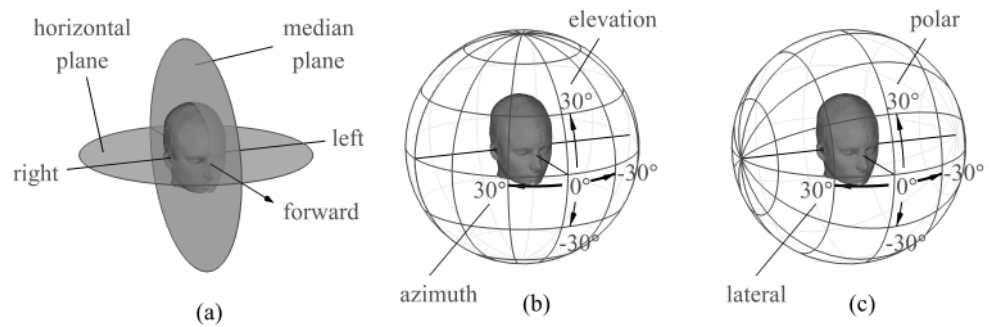 horizontal
plane
median
plane
right
left
forward
(a)
elevation
30°
30°
0°
-30°
-30°
azimuth
(b)
polar
30°
30°
0°
-30°
-30°
lateral
(c)